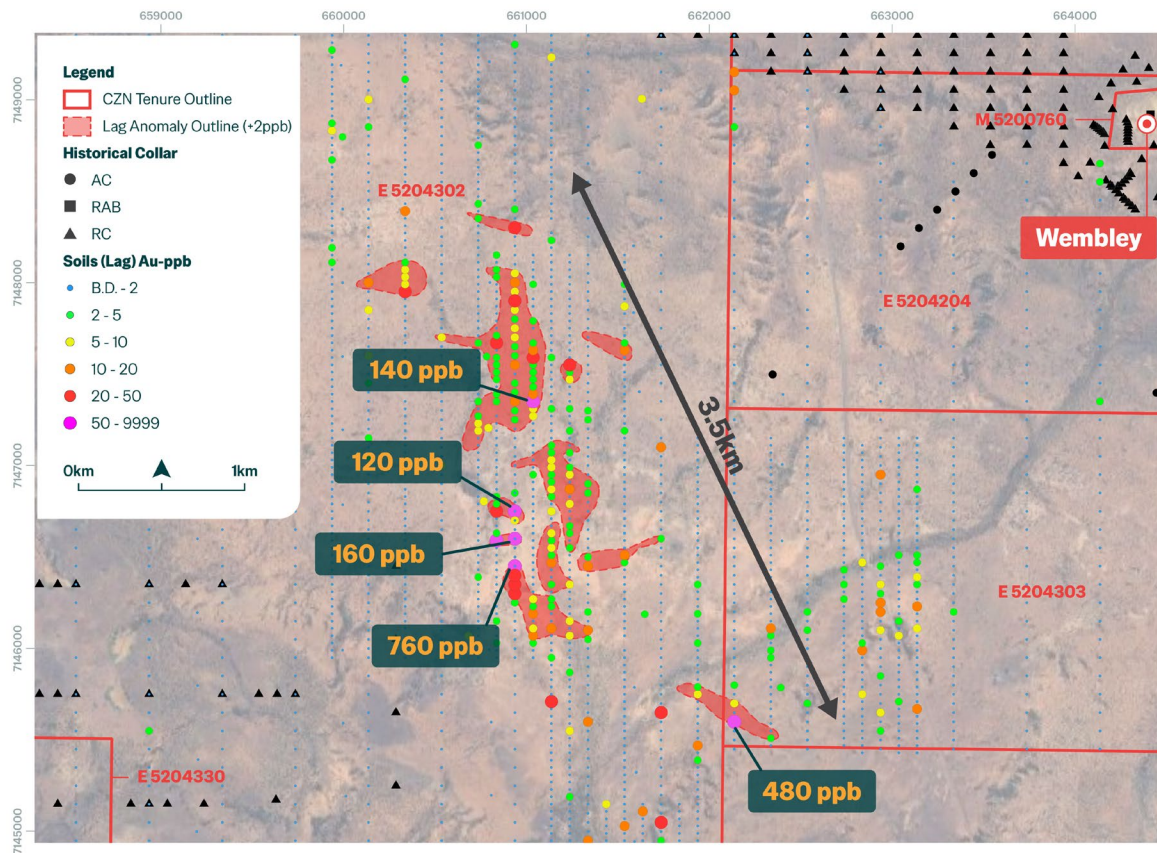 659000
660000
661000
662000
663000
664000
7149000
7148000
7147000
7146000
7145000
Legend
CZN Tenure Outline
Lag Anomaly Outline (+2ppb)
Historical Collar
AC
RAB
RC
Soils (Lag) Au-ppb
B.D. - 2
2 - 5
5 - 10
10 - 20
20 - 50
50 - 9999
0km
1km
E 5204302
M 5200760
Wembley
E 5204204
140 ppb
3.5km
120 ppb
160 ppb
E 5204303
760 ppb
E 5204330
480 ppb